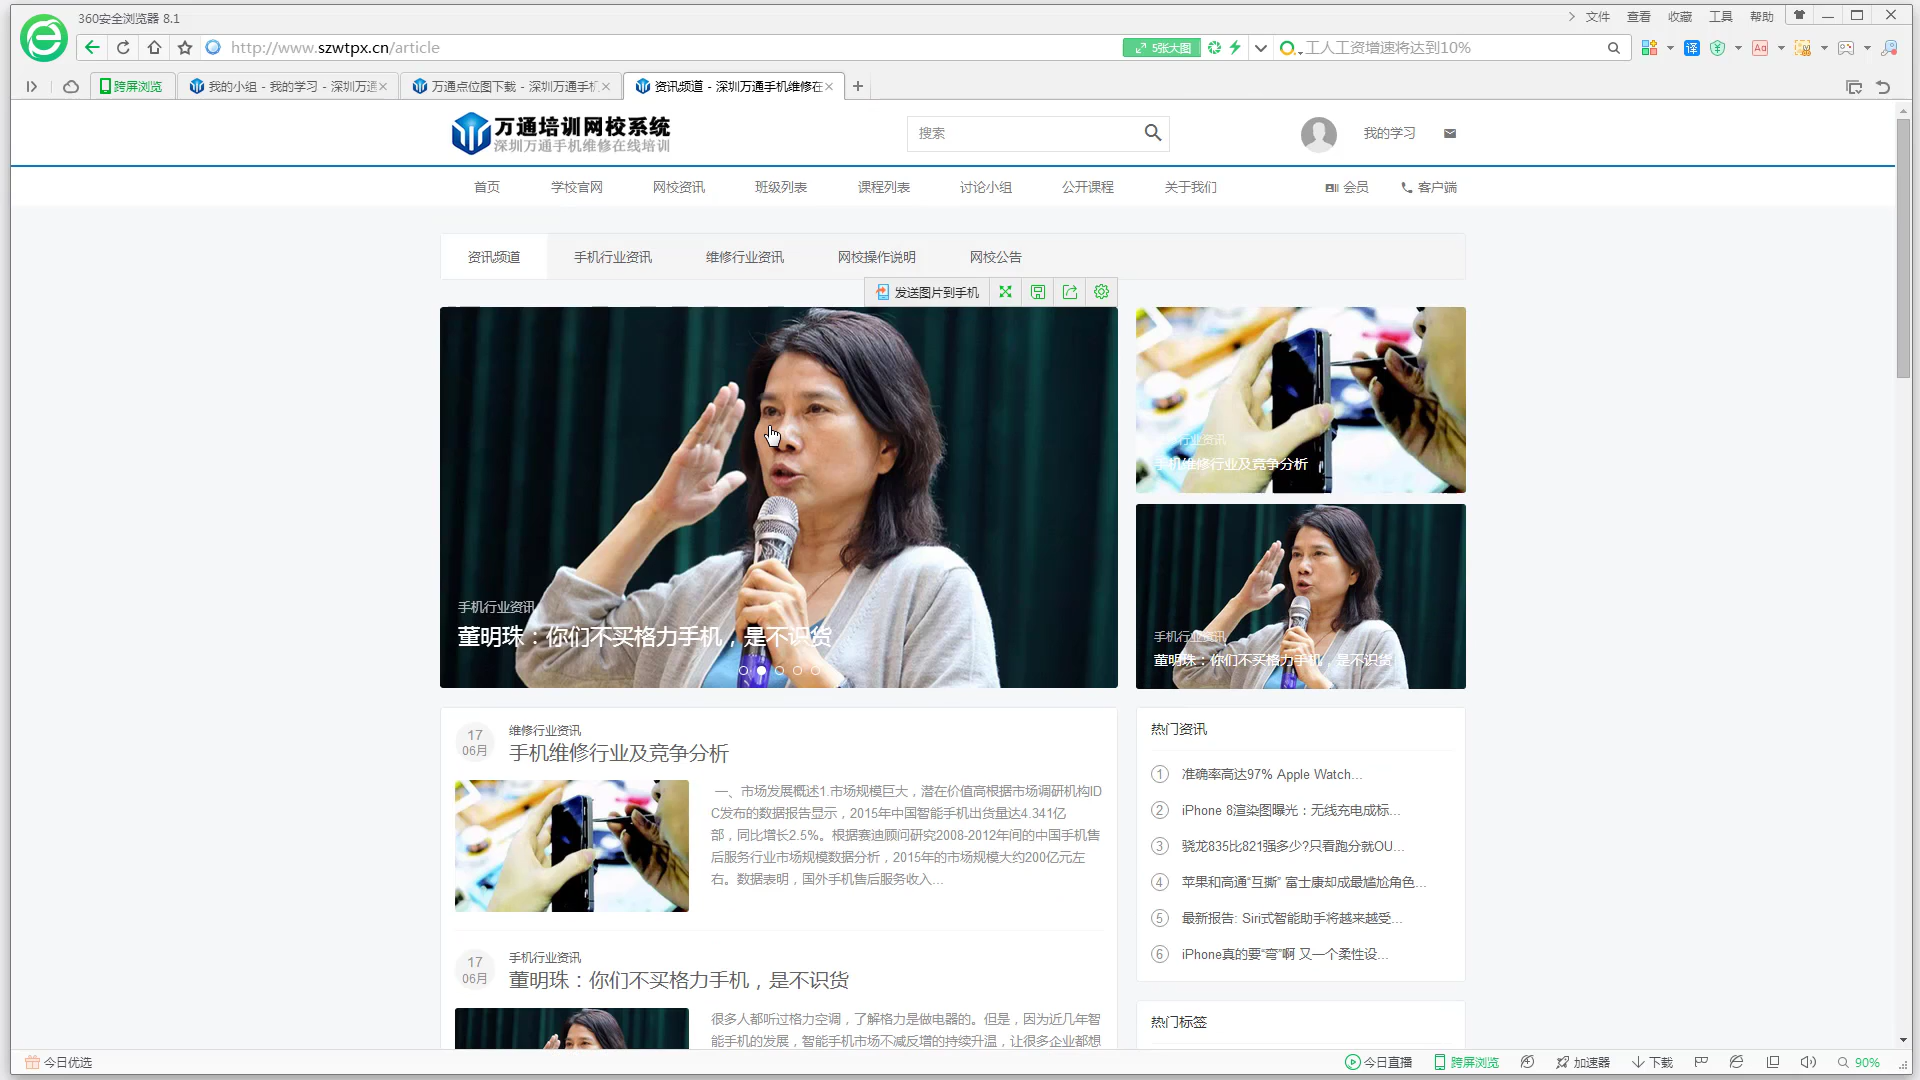 360安全浏览器 8.1
文件 查看 收藏 工具 帮助
http://www.szwtpx.cn/article
5张大图
工人工资增速将达到10%
译
跨屏浏览
我的小组 - 我的学习 - 深圳万通
万通点位图下载 - 深圳万通手机
资讯频道 - 深圳万通手机维修在
万通培训网校系统
深圳万通手机维修在线培训
搜索
我的学习
首页 学校官网 网校资讯 班级列表 课程列表 讨论小组 公开课程 关于我们 会员 客户端
资讯频道 手机行业资讯 维修行业资讯 网校操作说明 网校公告
发送图片到手机
手机行业资讯
董明珠：你们不买格力手机，是不识货
行业资讯
手机维修行业及竞争分析
手机行业资讯
董明珠：你们不买格力手机，是不识货
17
06月
维修行业资讯
手机维修行业及竞争分析
一、市场发展概述1.市场规模巨大，潜在价值高根据市场调研机构ID
C发布的数据报告显示，2015年中国智能手机出货量达4.341亿
部，同比增长2.5%。根据赛迪顾问研究2008-2012年间的中国手机售
后服务行业市场规模数据分析，2015年的市场规模大约200亿元左
右。数据表明，国外手机售后服务收入...
17
06月
手机行业资讯
董明珠：你们不买格力手机，是不识货
很多人都听过格力空调，了解格力是做电器的。但是，因为近几年智
能手机的发展，智能手机市场不减反增的持续升温，让很多企业都想
热门资讯
1 准确率高达97% Apple Watch...
2 iPhone 8渲染图曝光：无线充电成标...
3 骁龙835比821强多少?只看跑分就OU...
4 苹果和高通“互撕” 富士康却成最尴尬角色...
5 最新报告: Siri式智能助手将越来越受...
6 iPhone真的要“弯”啊 又一个柔性设...
热门标签
今日优选
今日直播 跨屏浏览 加速器 下载 90%